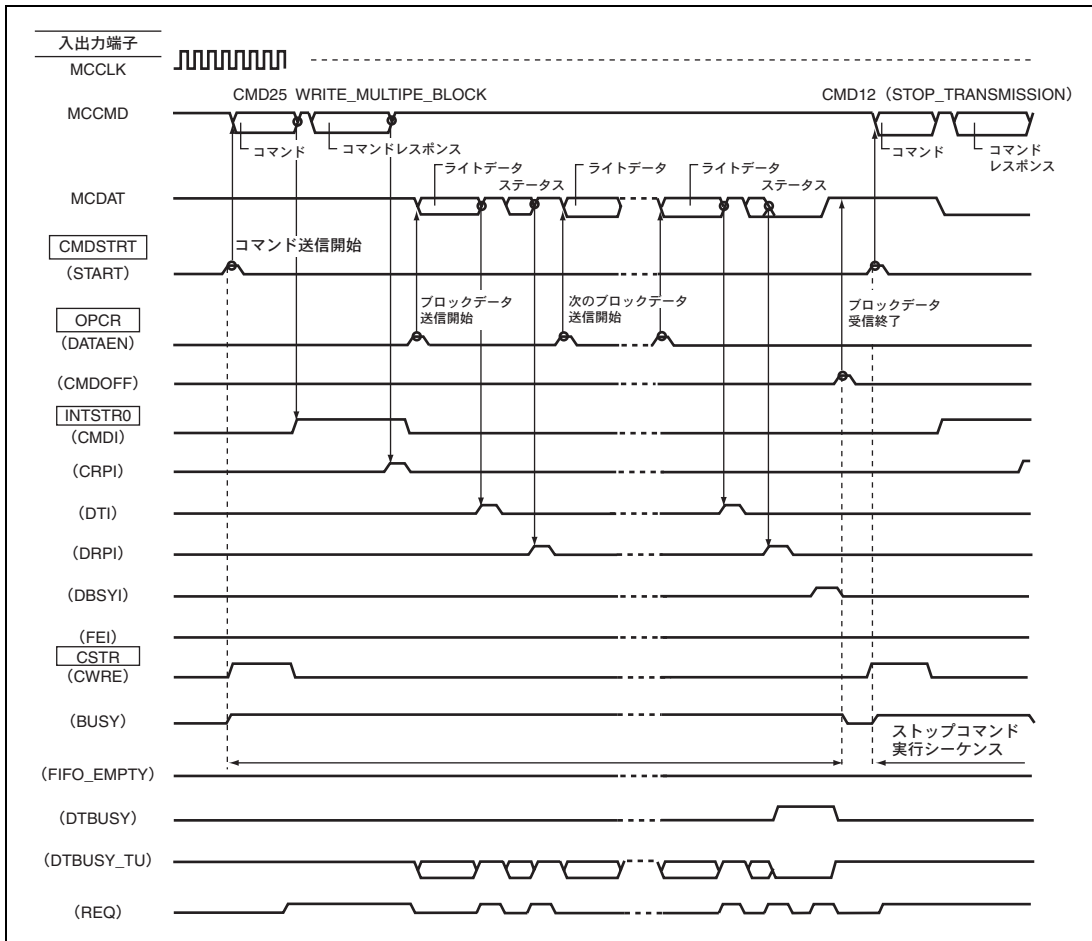 入出力端子
MCCLK
CMD25 WRITE_MULTIPE_BLOCK
CMD12（STOP_TRANSMISSION）
MCCMD
コマンド
コマンドレスポンス
コマンド
コマンド
レスポンス
ライトデータ
ステータス
ライトデータ
ライトデータ
ステータス
MCDAT
CMDSTRT
（START）
コマンド送信開始
ブロックデータ
送信開始
次のブロックデータ
送信開始
ブロックデータ
受信終了
OPCR
（DATAEN）
（CMDOFF）
INTSTR0
（CMDI）
（CRPI）
（DTI）
（DRPI）
（DBSYI）
（FEI）
CSTR
（CWRE）
（BUSY）
ストップコマンド
実行シーケンス
（FIFO_EMPTY）
（DTBUSY）
（DTBUSY_TU）
（REQ）